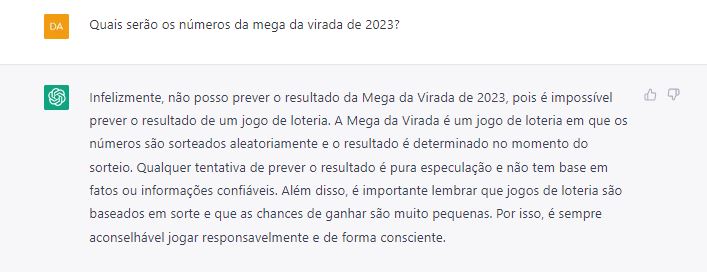 DA
Quais serão os números da mega da virada de 2023?
Infelizmente, não posso prever o resultado da Mega da Virada de 2023, pois é impossível
prever o resultado de um jogo de loteria. A Mega da Virada é um jogo de loteria em que os
números são sorteados aleatoriamente e o resultado é determinado no momento do
sorteio. Qualquer tentativa de prever o resultado é pura especulação e não tem base em
fatos ou informações confiáveis. Além disso, é importante lembrar que jogos de loteria são
baseados em sorte e que as chances de ganhar são muito pequenas. Por isso, é sempre
aconselhável jogar responsavelmente e de forma consciente.